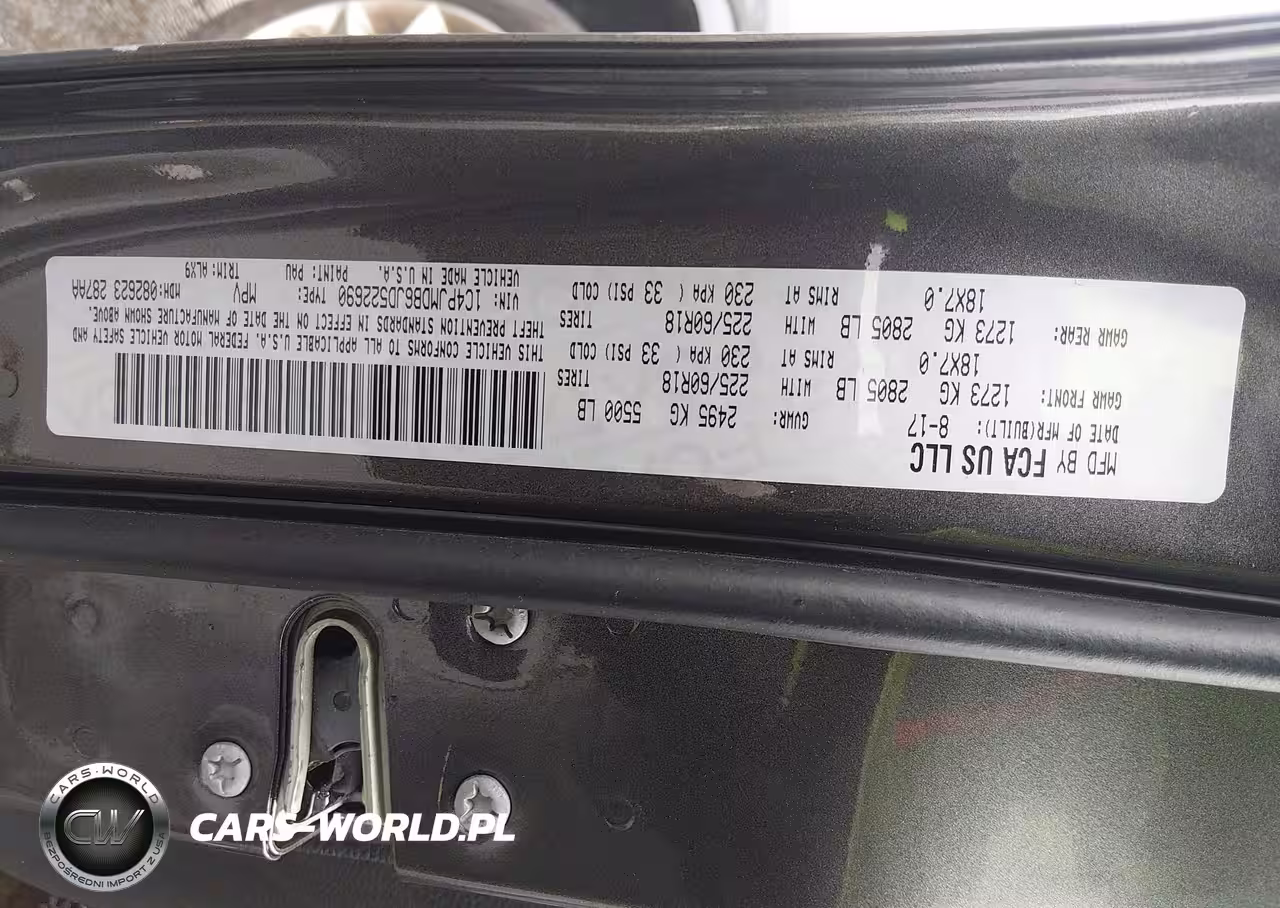 MFD BY FCA US LLC
DATE OF MFR(BUILT): 8-17 GVWR: 2495 KG 5500 LB
GAWR FRONT: 1273 KG 2805 LB WITH 225/60R18 TIRES
18X7.0 RIMS AT 230 KPA ( 33 PSI) COLD
GAWR REAR: 1273 KG 2805 LB WITH 225/60R18 TIRES
18X7.0 RIMS AT 230 KPA ( 33 PSI) COLD
THIS VEHICLE CONFORMS TO ALL APPLICABLE U.S.A. FEDERAL MOTOR VEHICLE SAFETY AND
THEFT PREVENTION STANDARDS IN EFFECT ON THE DATE OF MANUFACTURE SHOWN ABOVE.
VIN: 1C4PJMDB6JD522690 TYPE: MPV MDH:082623 287AA
VEHICLE MADE IN U.S.A. PAINT: PAU TRIM: ALX9
CARS-WORLD
CW
BEZPOŚREDNI IMPORT Z USA
CARS-WORLD.PL